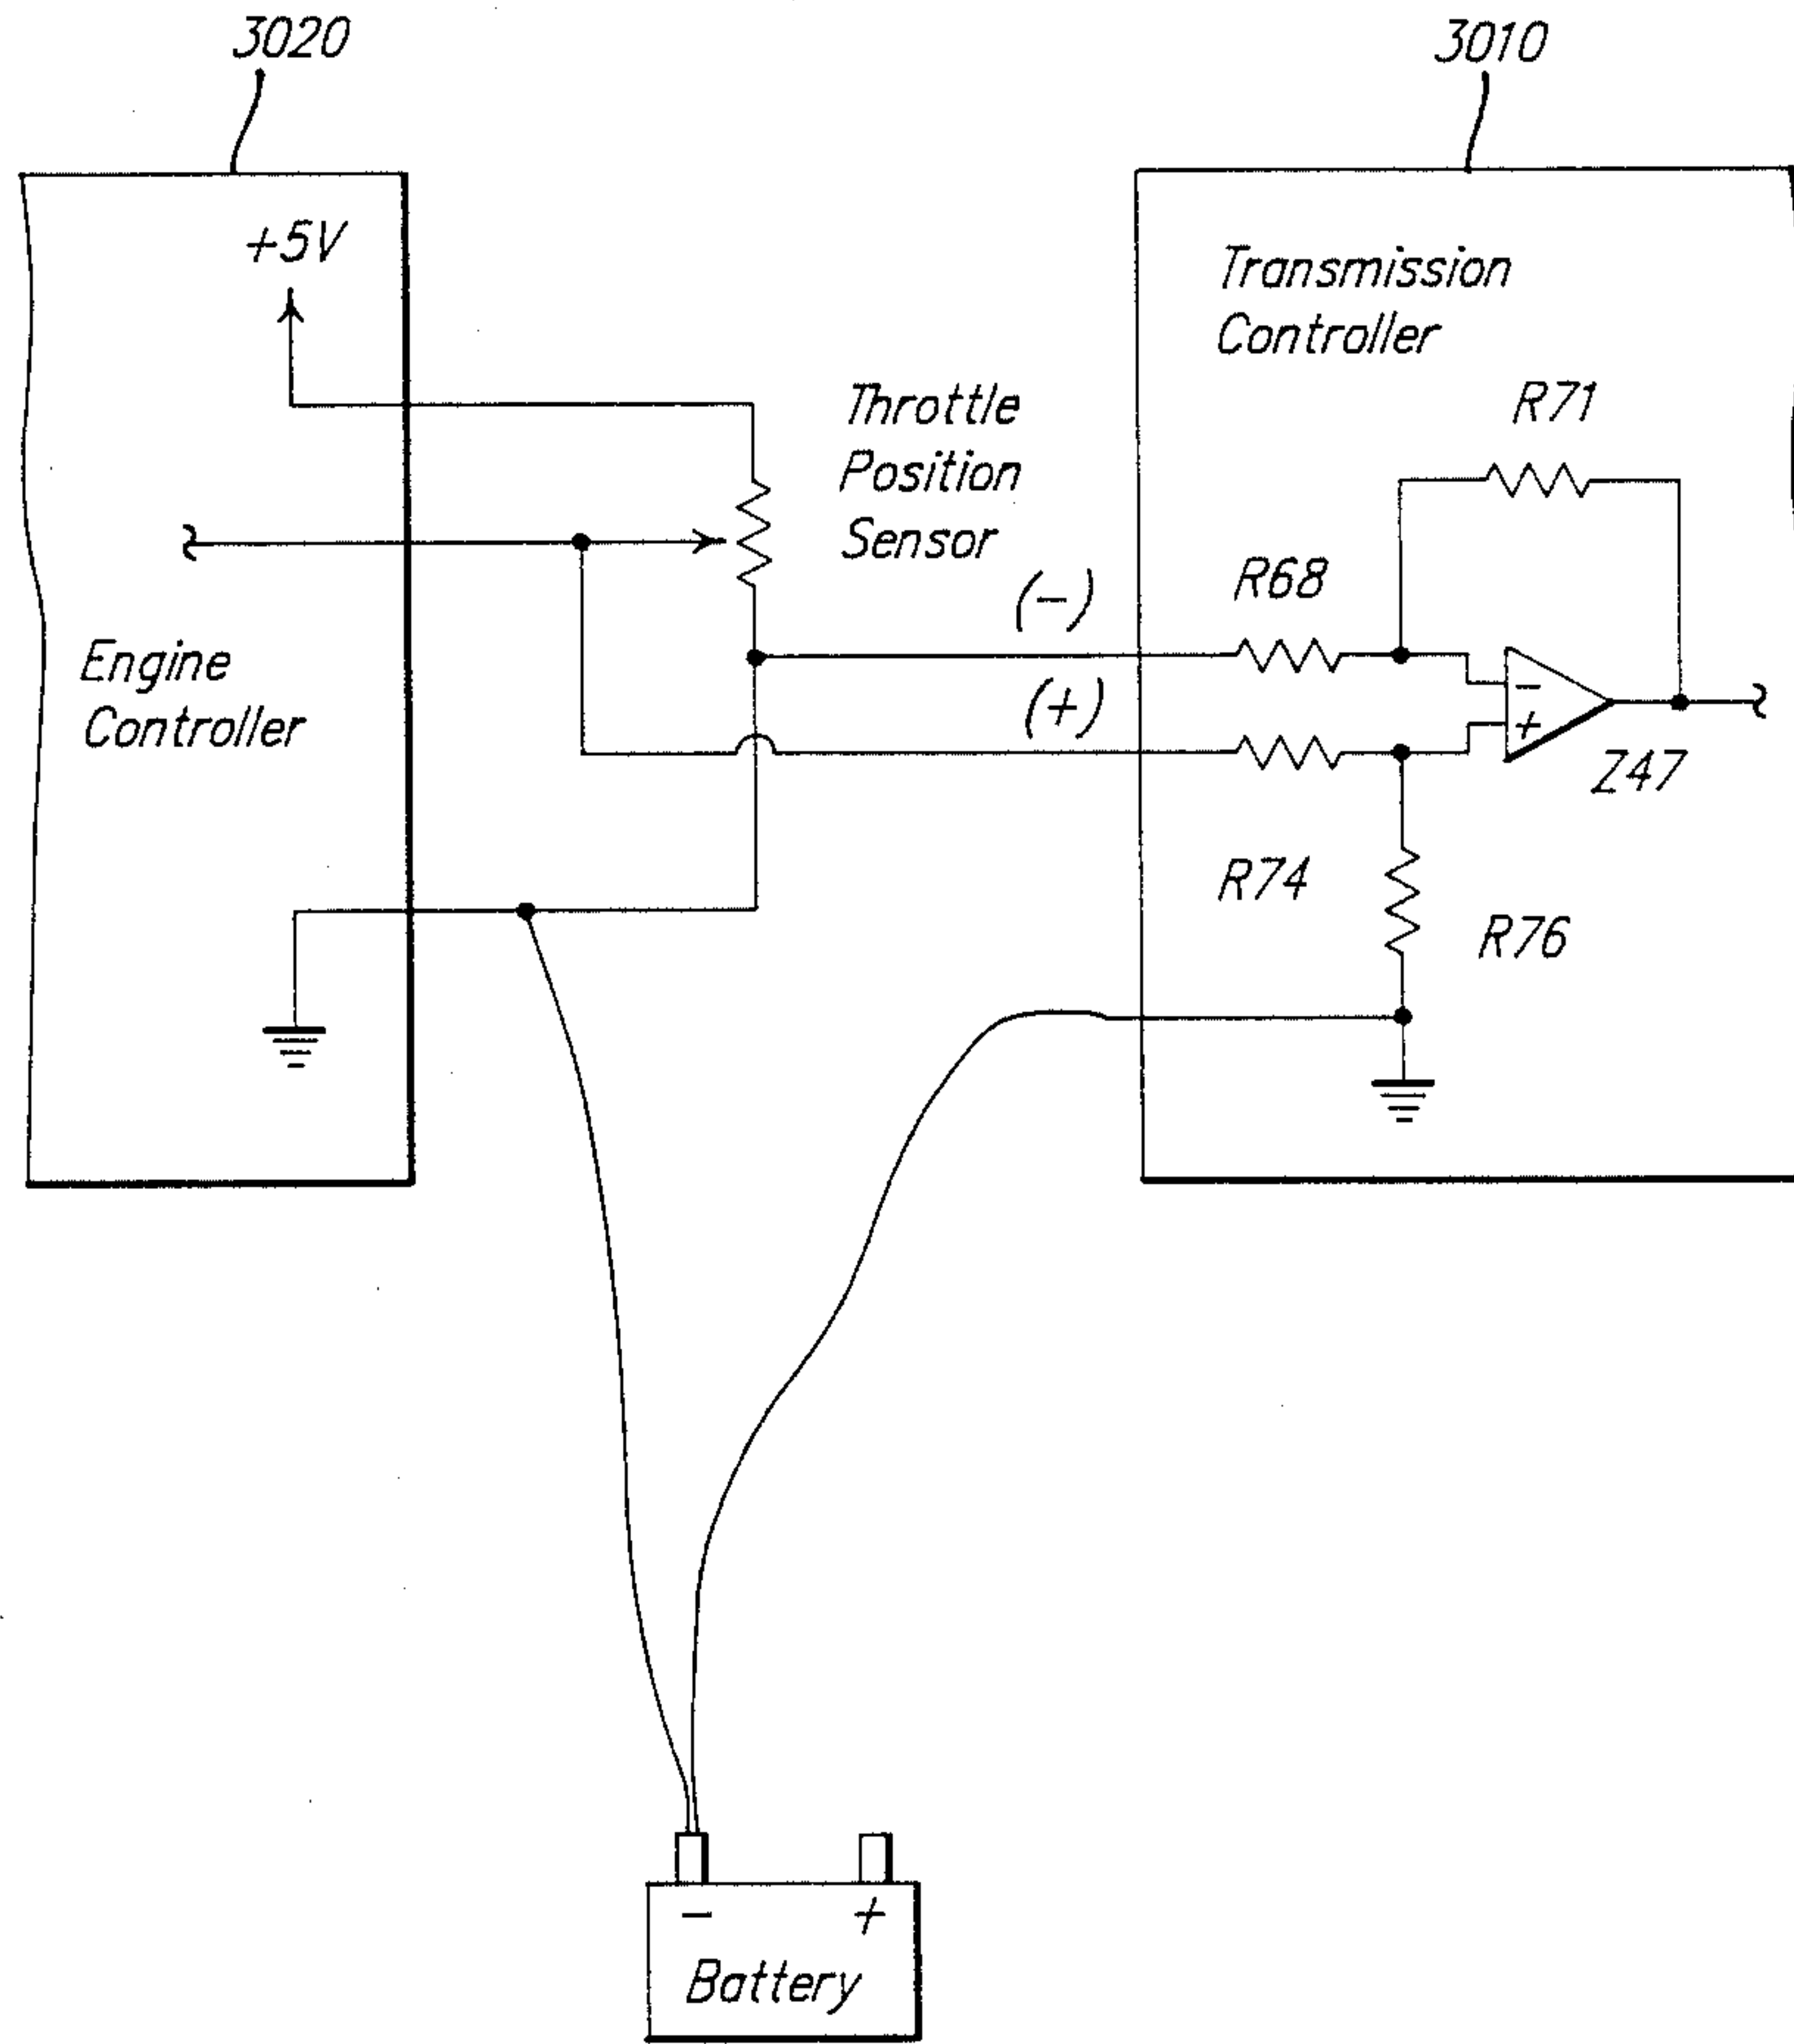 3020
3010
+5V
Transmission
Controller
Throttle
Position
Sensor
R71
R68
(-)
(+)
Engine
Controller
-
+
Z47
R74
R76
- +
Battery